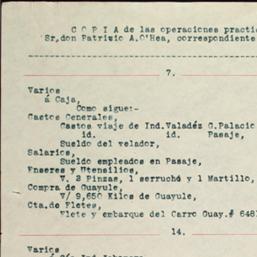 C O P I A de las operaciones practi
Sr.don Patricio A.O'Hea, correspondiente
7.
Varios
á Caja,
Como sigue:-
Gastos Generales,
Gastos viaje de Ind.Valadéz G.Palacio
id. id. Pasaje,
Sueldo del velador,
Salarios,
Sueldo empleados en Pasaje,
Enseres y Utensilios,
V. 3 Pinzas, 1 serruchó y 1 Martillo,
Compra de Guayule,
V/ 9,650 Kilos de Guayule,
Cta.de Fletes,
Flete y embarque del Carro Guay.# 648
14.
Varios